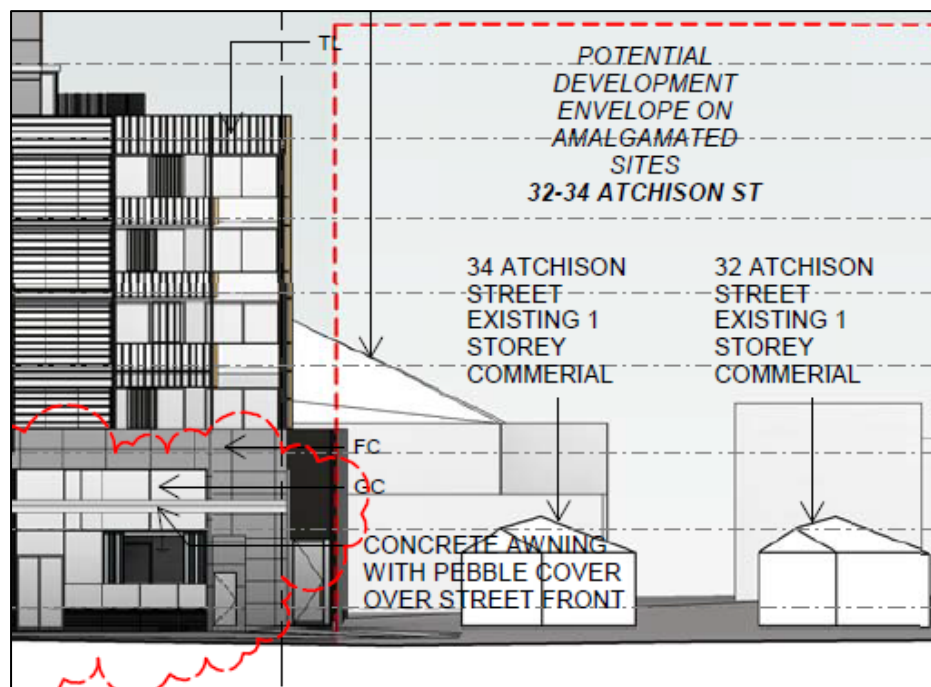 TL
POTENTIAL
DEVELOPMENT
ENVELOPE ON
AMALGAMATED
SITES
32-34 ATCHISON ST
34 ATCHISON
STREET
EXISTING 1
STOREY
COMMERIAL
32 ATCHISON
STREET
EXISTING 1
STOREY
COMMERIAL
FC
GC
CONCRETE AWNING
WITH PEBBLE COVER
OVER STREET FRONT